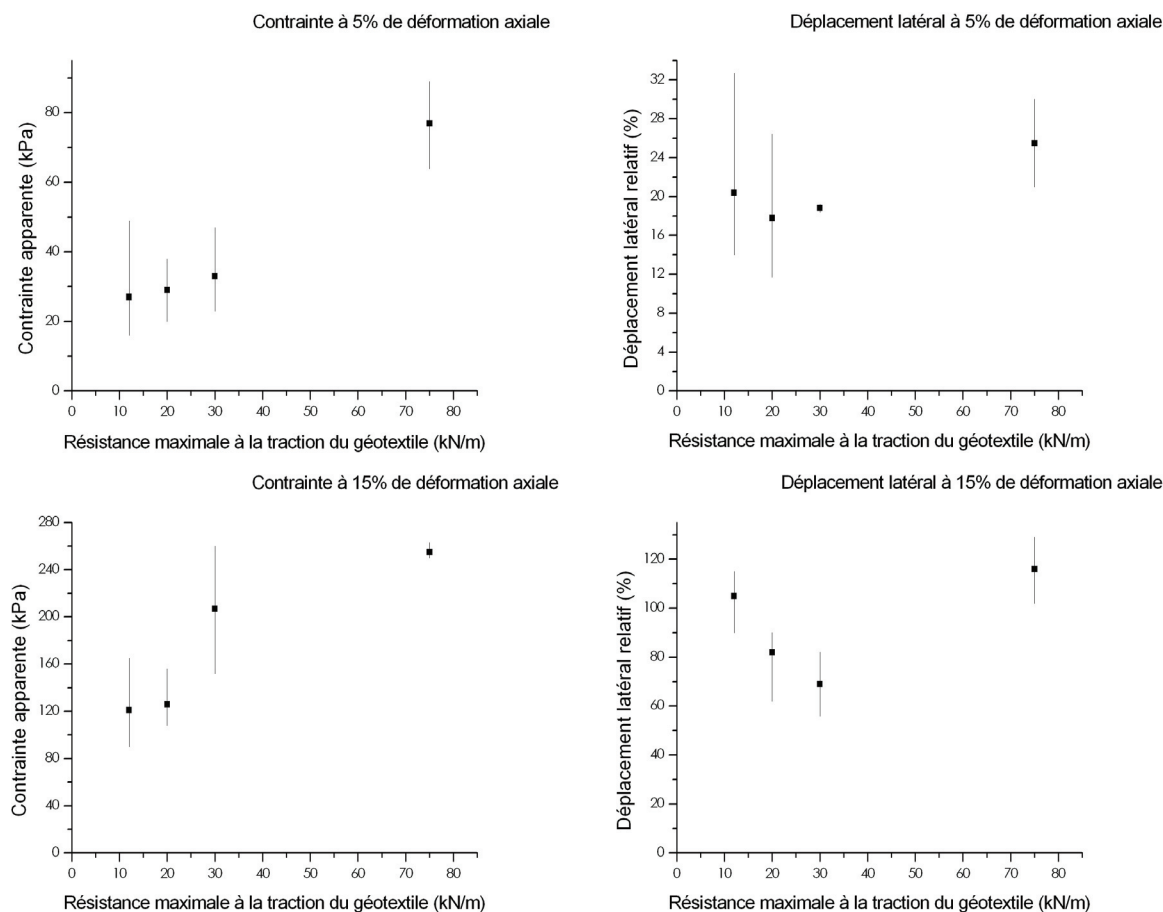 Contrainte à 5% de déformation axiale
Contrainte apparente (kPa)
80
60
40
20
0
0 10 20 30 40 50 60 70 80
Résistance maximale à la traction du géotextile (kN/m)
Déplacement latéral à 5% de déformation axiale
Déplacement latéral relatif (%)
32
28
24
20
16
12
8
4
0
0 10 20 30 40 50 60 70 80
Résistance maximale à la traction du géotextile (kN/m)
Contrainte à 15% de déformation axiale
Contrainte apparente (kPa)
280
240
200
160
120
80
40
0
0 10 20 30 40 50 60 70 80
Résistance maximale à la traction du géotextile (kN/m)
Déplacement latéral à 15% de déformation axiale
Déplacement latéral relatif (%)
120
100
80
60
40
20
0
0 10 20 30 40 50 60 70 80
Résistance maximale à la traction du géotextile (kN/m)